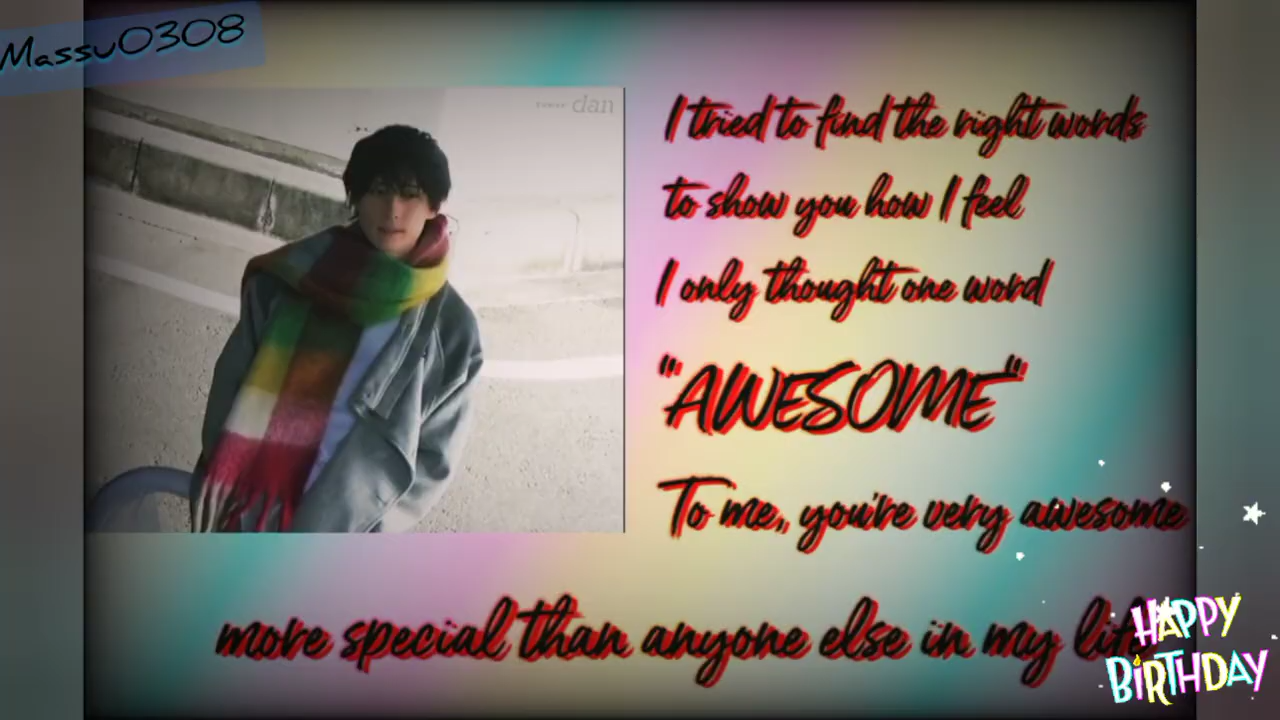 Massu0308
dan
I tried to find the right words
to show you how I feel
I only thought one word
"AWESOME"
To me, you're very awesome
more special than anyone else in my life
HAPPY
BIRTHDAY